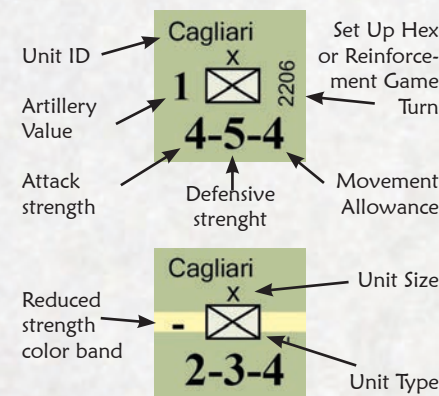 Cagliari
x
1
2206
4-5-4
Unit ID
Artillery
Value
Attack
strength
Defensive
strenght
Set Up Hex
or Reinforce-
ment Game
Turn
Movement
Allowance
Cagliari
x
-
2-3-4
Reduced
strength
color band
Unit Size
Unit Type